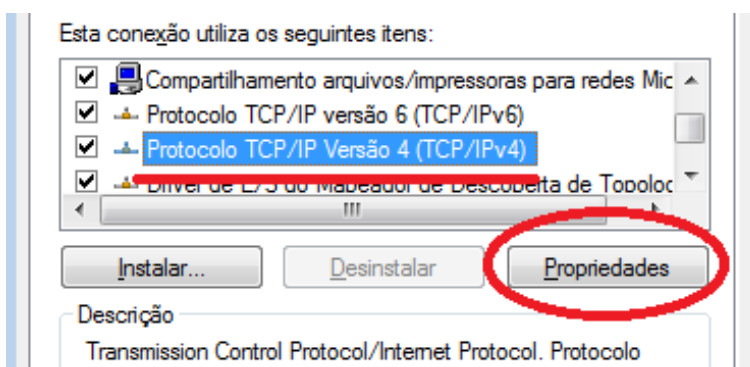 Esta conexão utiliza os seguintes itens:
Compartilhamento arquivos/impressoras para redes Mic
Protocolo TCP/IP versão 6 (TCP/IPv6)
Protocolo TCP/IP Versão 4 (TCP/IPv4)
Driver de E/S do Mapeador de Descoberta de Topoloc
Instalar...
Desinstalar
Propriedades
Descrição
Transmission Control Protocol/Internet Protocol. Protocolo